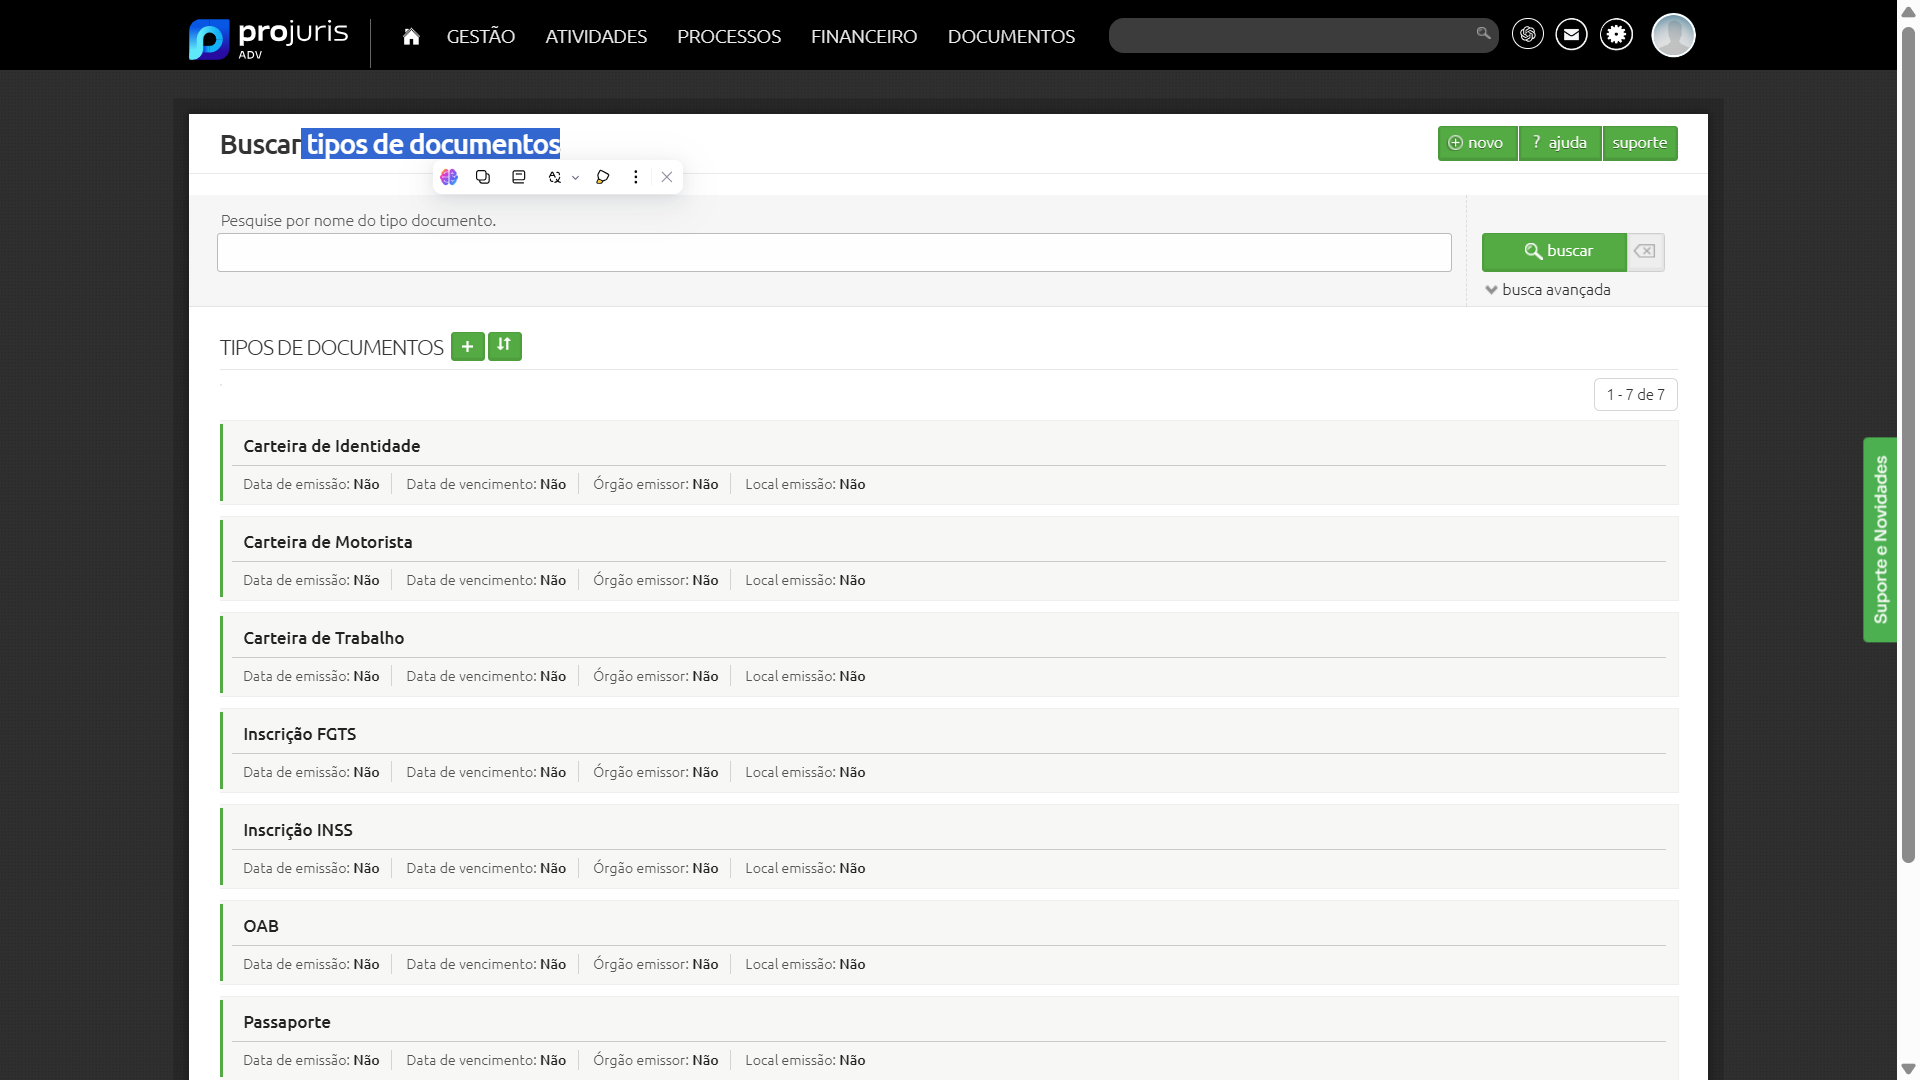 projuris
ADV
GESTÃO
ATIVIDADES
PROCESSOS
FINANCEIRO
DOCUMENTOS
Buscar tipos de documentos
novo
? ajuda
suporte
Pesquise por nome do tipo documento.
buscar
busca avançada
TIPOS DE DOCUMENTOS
1 - 7 de 7
Carteira de Identidade
Data de emissão: Não Data de vencimento: Não Órgão emissor: Não Local emissão: Não
Carteira de Motorista
Data de emissão: Não Data de vencimento: Não Órgão emissor: Não Local emissão: Não
Carteira de Trabalho
Data de emissão: Não Data de vencimento: Não Órgão emissor: Não Local emissão: Não
Inscrição FGTS
Data de emissão: Não Data de vencimento: Não Órgão emissor: Não Local emissão: Não
Inscrição INSS
Data de emissão: Não Data de vencimento: Não Órgão emissor: Não Local emissão: Não
OAB
Data de emissão: Não Data de vencimento: Não Órgão emissor: Não Local emissão: Não
Passaporte
Data de emissão: Não Data de vencimento: Não Órgão emissor: Não Local emissão: Não
Suporte e Novidades